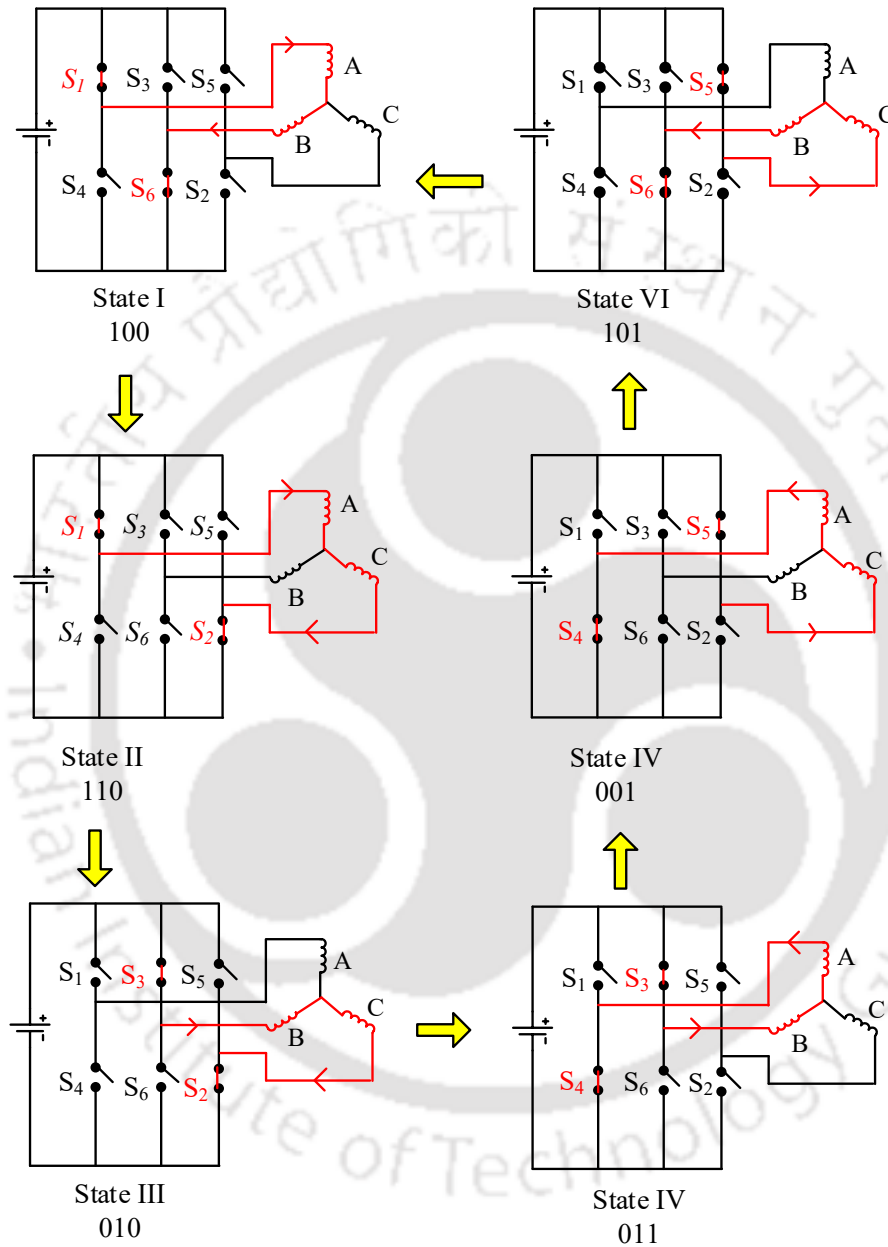 S1 S3 S5 A
C
B
S4 S6 S2
State I
100
S1 S3 S5 A
C
B
S4 S6 S2
State VI
101
S1 S3 S5 A
C
B
S4 S6 S2
State II
110
S1 S3 S5 A
C
B
S4 S6 S2
State IV
001
S1 S3 S5 A
C
B
S4 S6 S2
State III
010
S1 S3 S5 A
C
B
S4 S6 S2
State IV
011
प्रौद्योगिकी संस्थान
Indian Institute of Technology